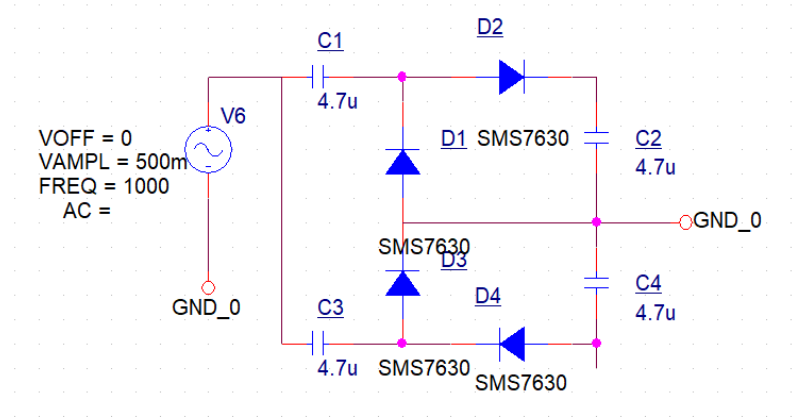 D2
C1
4.7u
V6
VOFF = 0
VAMPL = 500m
FREQ = 1000
AC =
D1
SMS7630
C2
4.7u
GND_0
SMS7630
D3
GND_0
C3
4.7u
D4
SMS7630
SMS7630
C4
4.7u